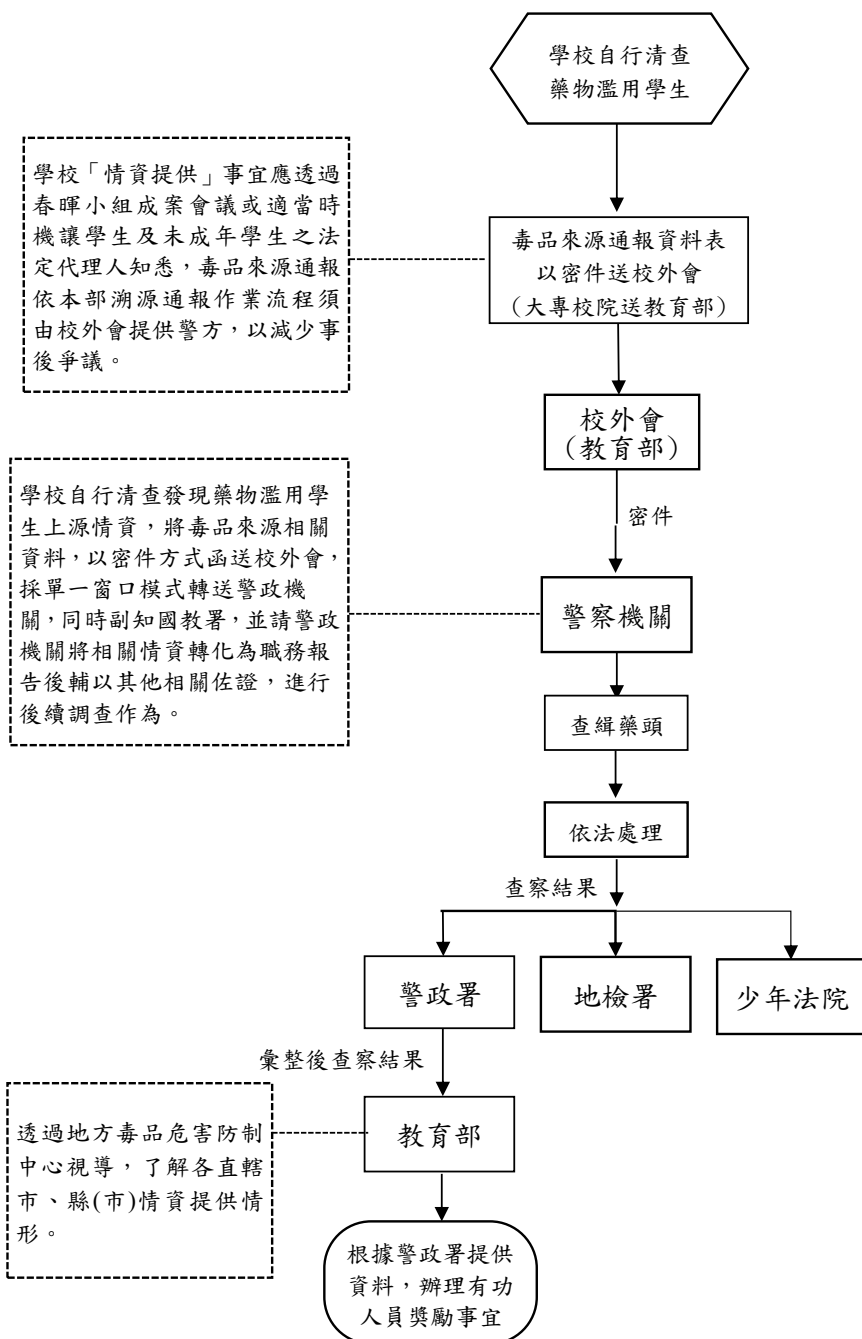 學校自行清查
藥物濫用學生
學校「情資提供」事宜應透過
春暉小組成案會議或適當時
機讓學生及未成年學生之法
定代理人知悉，毒品來源通報
依本部溯源通報作業流程須
由校外會提供警方，以減少事
後爭議。
毒品來源通報資料表
以密件送校外會
（大專校院送教育部）
校外會
（教育部）
密件
學校自行清查發現藥物濫用學
生上源情資，將毒品來源相關
資料，以密件方式函送校外會，
採單一窗口模式轉送警政機
關，同時副知國教署，並請警政
機關將相關情資轉化為職務報
告後輔以其他相關佐證，進行
後續調查作為。
警察機關
查緝藥頭
依法處理
查察結果
警政署
地檢署
少年法院
彙整後查察結果
透過地方毒品危害防制
中心視導，了解各直轄
市、縣(市)情資提供情
形。
教育部
根據警政署提供
資料，辦理有功
人員獎勵事宜